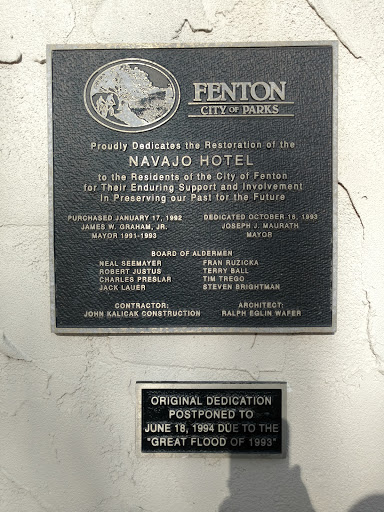 FENTON
CITY OF PARKS
Proudly Dedicates the Restoration of the
NAVAJO HOTEL
to the Residents of the City of Fenton
for Their Enduring Support and Involvement
in Preserving our Past for the Future
PURCHASED JANUARY 17, 1992
JAMES W. GRAHAM, JR.
MAYOR 1991-1993
DEDICATED OCTOBER 16, 1993
JOSEPH J. MAURATH
MAYOR
BOARD OF ALDERMEN
NEAL SEEMAYER
ROBERT JUSTUS
CHARLES PRESLAR
JACK LAUER
FRAN RUZICKA
TERRY BALL
TIM TREGO
STEVEN BRIGHTMAN
CONTRACTOR:
JOHN KALICAK CONSTRUCTION
ARCHITECT:
RALPH EGLIN WAFER
ORIGINAL DEDICATION
POSTPONED TO
JUNE 18, 1994 DUE TO THE
"GREAT FLOOD OF 1993"